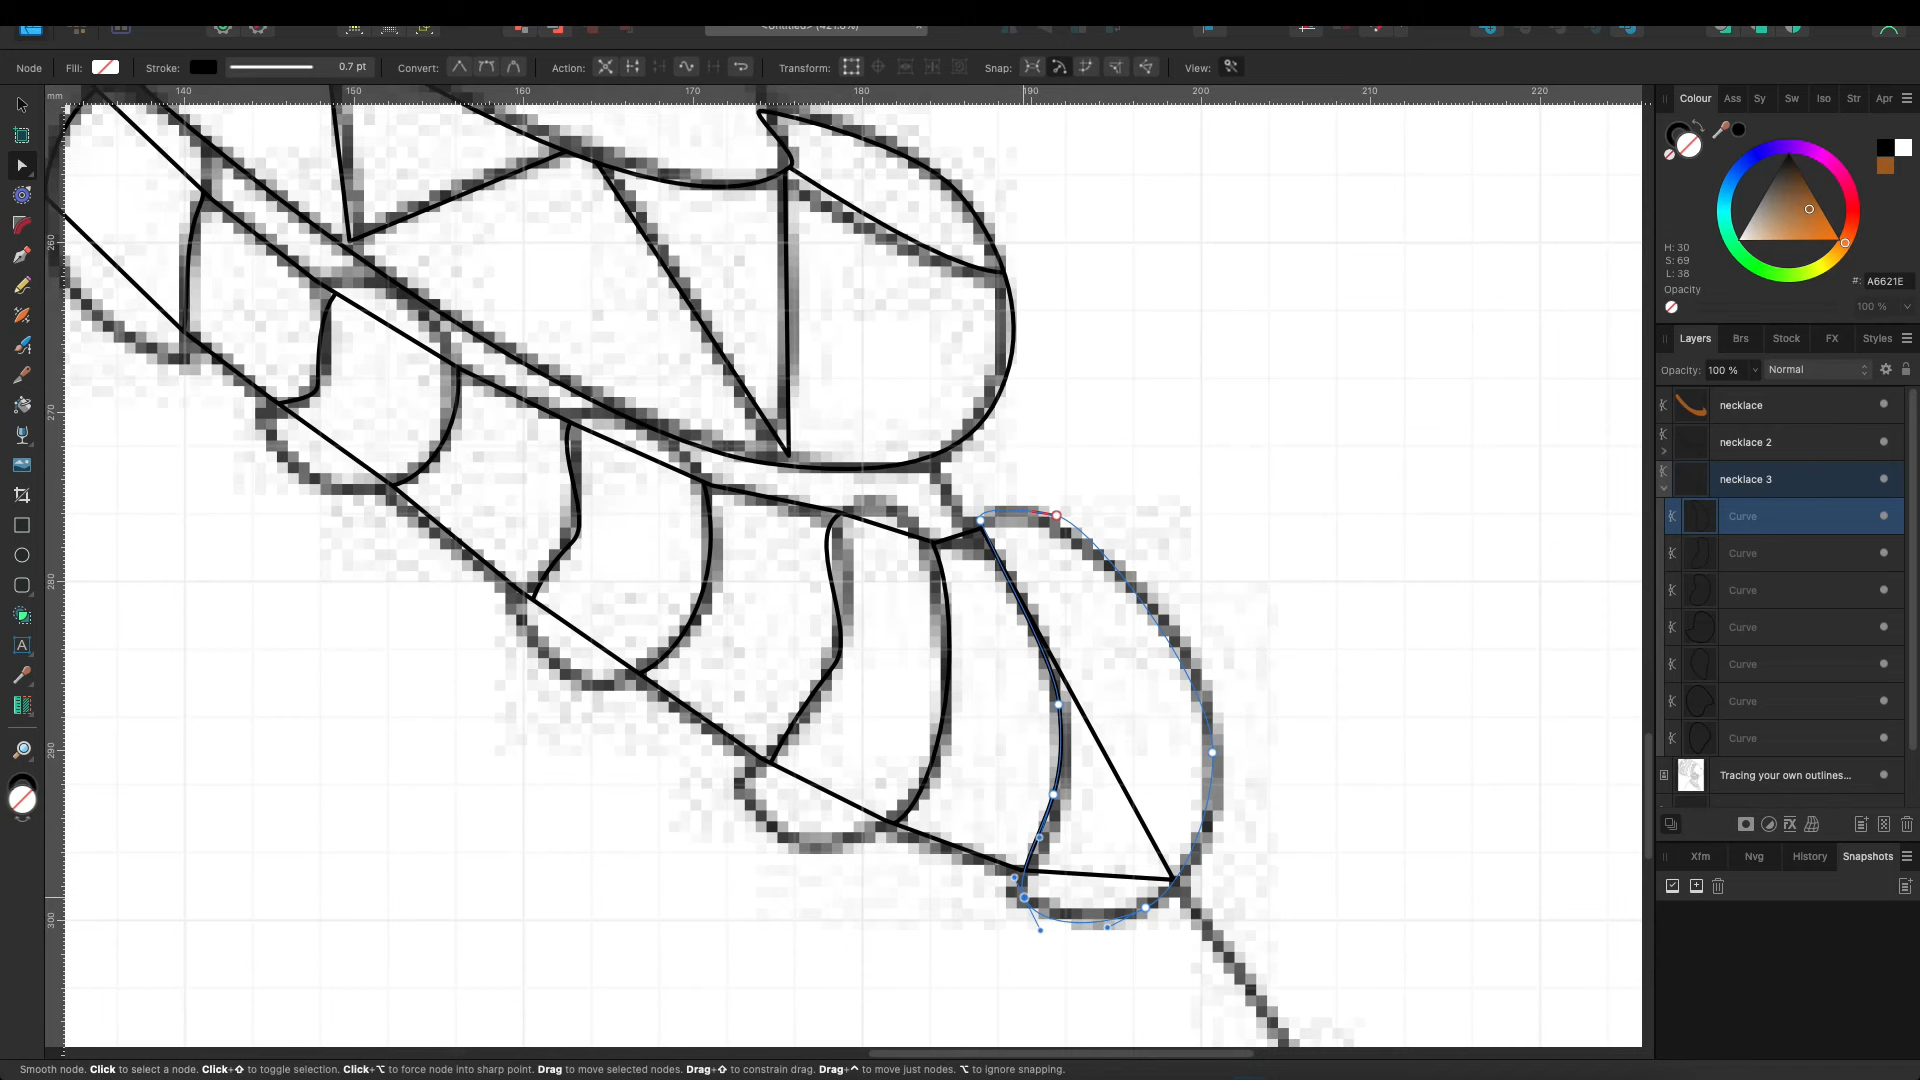 <Untitled> (421.8%)
Node Fill: Stroke: 0.7 pt Convert: Action: Transform: Snap: View:
mm 140 150 160 170 180 190 200 210 220
260
270
280
290
300
Colour Ass Sy Sw Iso Str Apr
H: 30
S: 69
L: 38
#: A6621E
Opacity
100 %
Layers Brs Stock FX Styles
Opacity: 100 % Normal
necklace
necklace 2
necklace 3
Curve
Curve
Curve
Curve
Curve
Curve
Curve
Tracing your own outlines...
Xfm Nvg History Snapshots
Smooth node. Click to select a node. Click+⇧ to toggle selection. Click+⌥ to force node into sharp point. Drag to move selected nodes. Drag+⇧ to constrain drag. Drag+^ to move just nodes. ⌥ to ignore snapping.